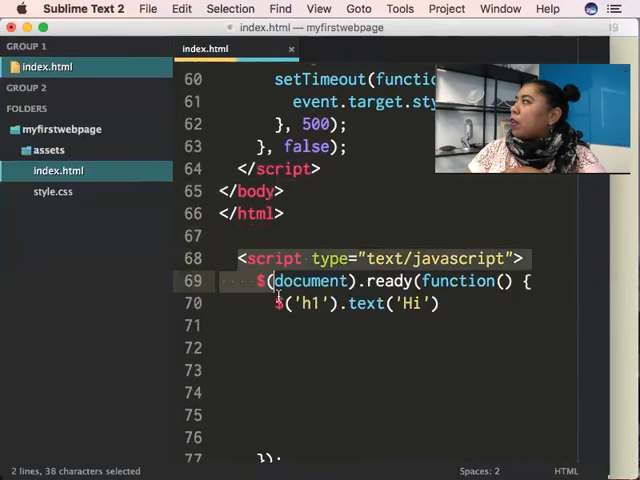 Sublime Text 2 File Edit Selection Find View Goto Tools Project Window Help
index.html — myfirstwebpage
GROUP 1
index.html
GROUP 2
FOLDERS
myfirstwebpage
assets
index.html
style.css
index.html
60 setTimeout(functio
61 event.target.sty
62 }, 500);
63 }, false);
64 </script>
65 </body>
66 </html>
67
68 <script type="text/javascript">
69 $(document).ready(function() {
70 $('h1').text('Hi')
71
72
73
74
75
76
77 });
2 lines, 38 characters selected
Spaces: 2
HTML